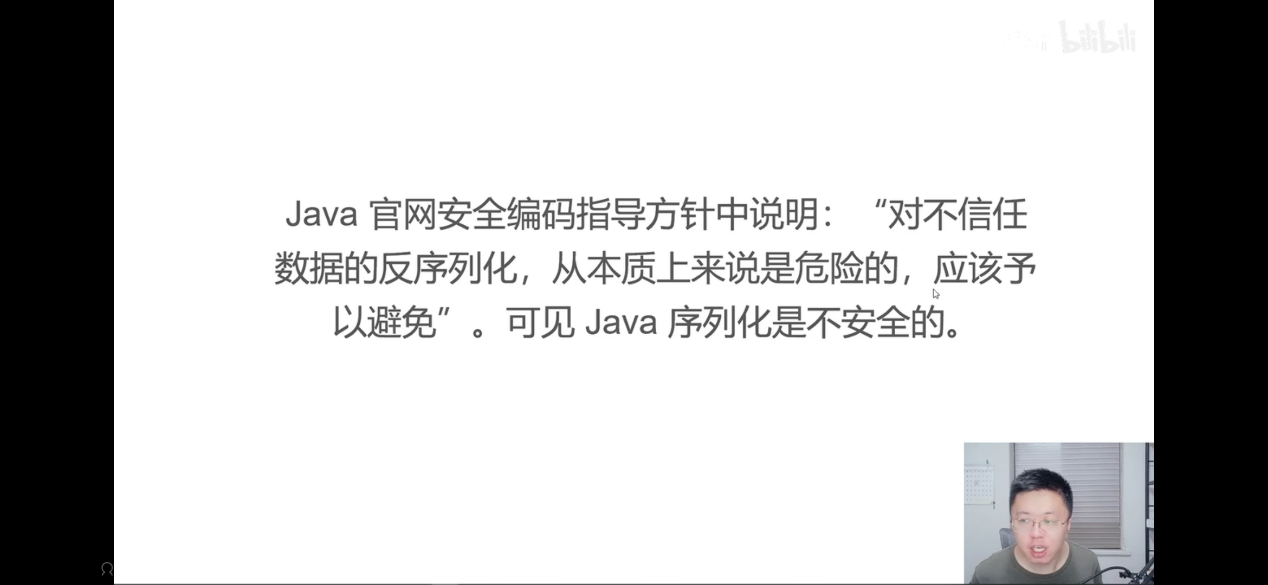 bilibili
Java 官网安全编码指导方针中说明：“对不信任
数据的反序列化，从本质上来说是危险的，应该予
以避免”。可见 Java 序列化是不安全的。